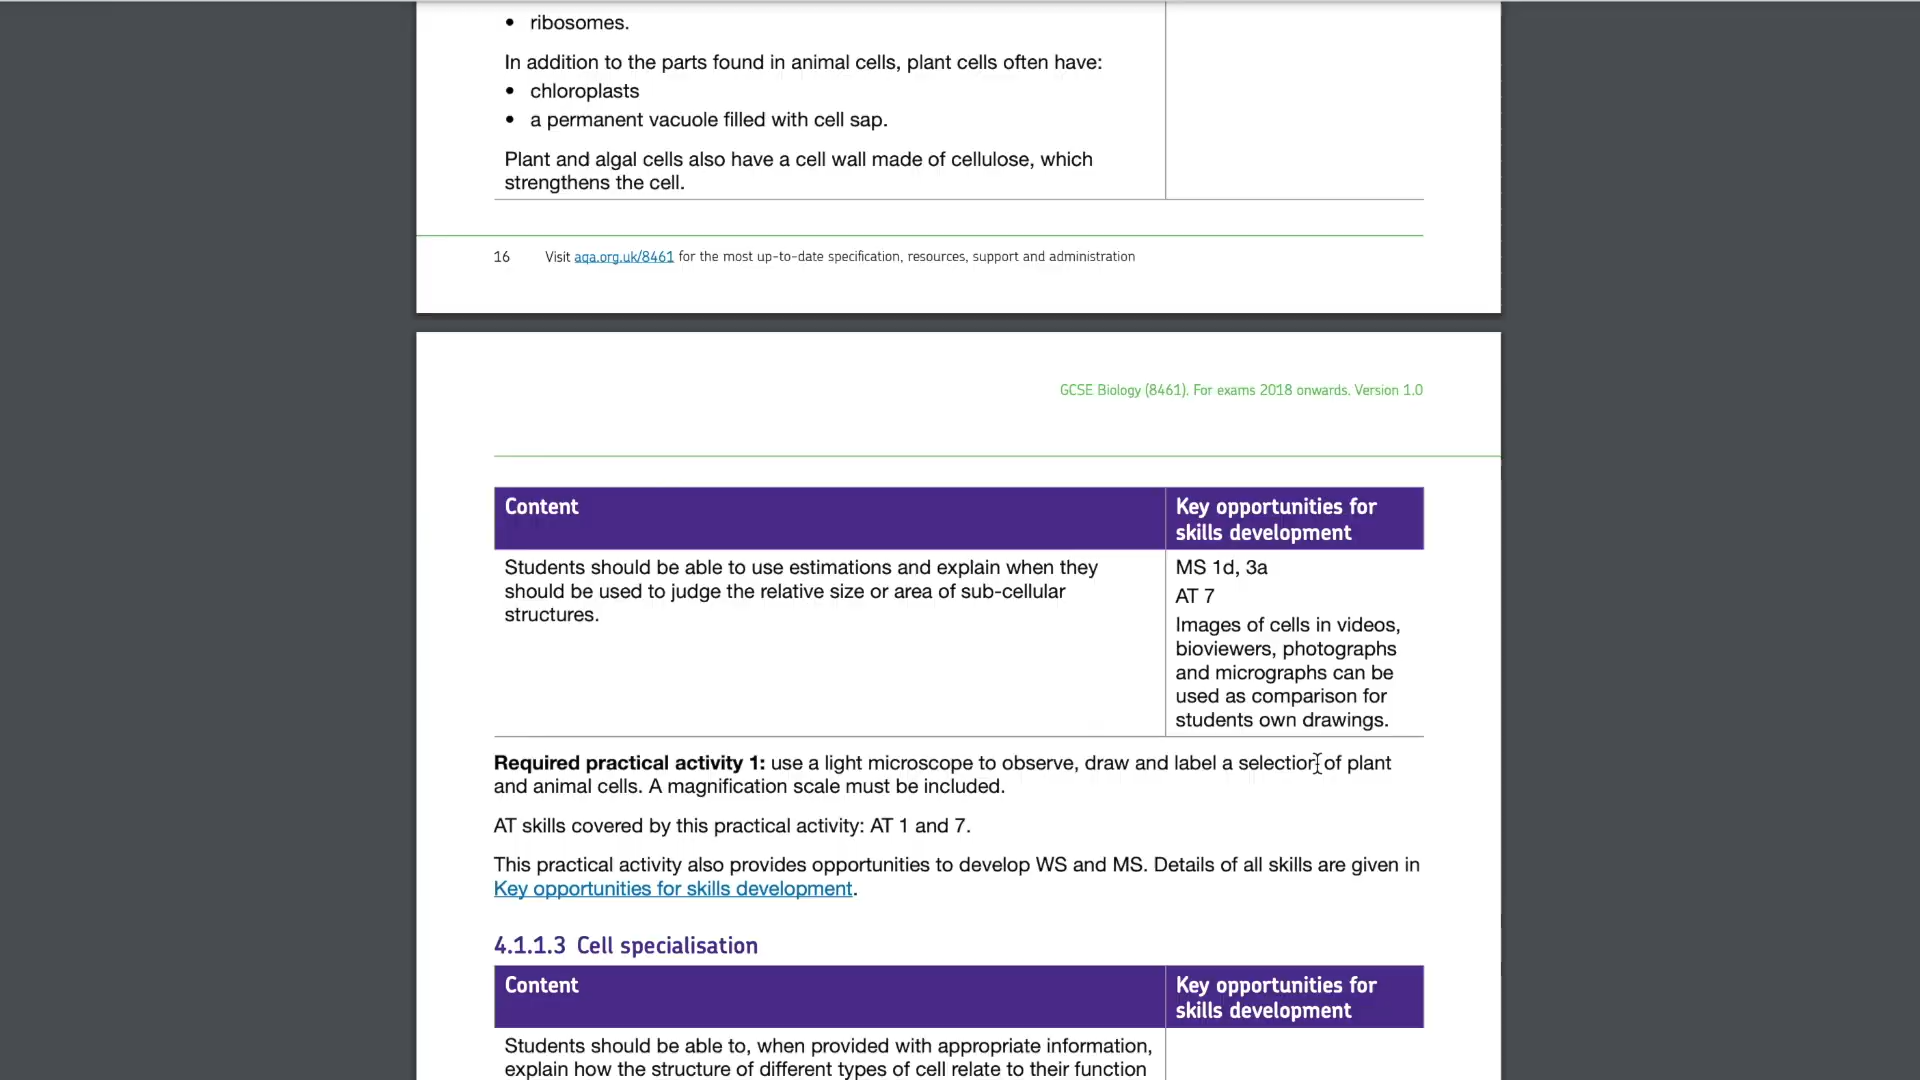 • ribosomes.
In addition to the parts found in animal cells, plant cells often have:
• chloroplasts
• a permanent vacuole filled with cell sap.
Plant and algal cells also have a cell wall made of cellulose, which
strengthens the cell.
16 Visit aqa.org.uk/8461 for the most up-to-date specification, resources, support and administration
GCSE Biology (8461). For exams 2018 onwards. Version 1.0
Content
Key opportunities for
skills development
Students should be able to use estimations and explain when they
should be used to judge the relative size or area of sub-cellular
structures.
MS 1d, 3a
AT 7
Images of cells in videos,
bioviewers, photographs
and micrographs can be
used as comparison for
students own drawings.
Required practical activity 1: use a light microscope to observe, draw and label a selection of plant
and animal cells. A magnification scale must be included.
AT skills covered by this practical activity: AT 1 and 7.
This practical activity also provides opportunities to develop WS and MS. Details of all skills are given in
Key opportunities for skills development.
4.1.1.3 Cell specialisation
Content
Key opportunities for
skills development
Students should be able to, when provided with appropriate information,
explain how the structure of different types of cell relate to their function